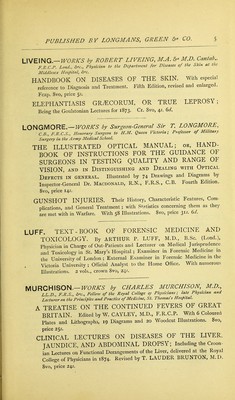 PUBLISHED BY LONGMANS, GREEN & CO. 5
LIVEING.—WORKS by ROBERT LIVEING, M.A. & M.D. Cantab.,
F.R.C.P. Lond., &c., Physician to the Department for Diseases of the Skin at the
Middlesex Hospital, &c.
HANDBOOK ON DISEASES OF THE SKIN. With especial
reference to Diagnosis and Treatment. Fifth Edition, revised and enlarged.
Fcap. 8vo, price 5s.
ELEPHANTIASIS GRÆCORUM, OR TRUE LEPROSY;
Being the Goulstonian Lectures for 1873. Cr. 8vo, 4s. 6d.
LONGMORE.—WORKS by Surgeon-General Sir T. LONGMORE,
C.B., F.R.C.S., Honorary Surgeon to H.M. Queen Victoria; Professor of Military
Surgery in the Army Medical School.
THE ILLUSTRATED OPTICAL MANUAL; OR, HAND-
BOOK OF INSTRUCTIONS FOR THE GUIDANCE OF
SURGEONS IN TESTING QUALITY AND RANGE OF
VISION, AND IN DISTINGUISHING AND DEALING WITH OPTICAL
DEFECTS IN GENERAL. Illustrated by 74 Drawings and Diagrams by
Inspector-General Dr. MACDONALD, R.N., F.R.S., C.B. Fourth Edition.
8vo, price 14s.
GUNSHOT INJURIES. Their History, Characteristic Features, Com-
plications, and General Treatment; with Statistics concerning them as they
are met with in Warfare. With 58 Illustrations. 8vo, price 31s. 6d.
LUFF. TEXT-BOOK OF FORENSIC MEDICINE AND
TOXICOLOGY. By ARTHUR P. LUFF, M.D., B.Sc. (Lond.),
Physician in Charge of Out-Patients and Lecturer on Medical Jurisprudence
and Toxicology in St. Mary's Hospital; Examiner in Forensic Medicine in
the University of London; External Examiner in Forensic Medicine in the
Victoria University; Official Analyst to the Home Office. With numerous
Illustrations. 2 vols., crown 8vo, 24s.
MURCHISON.—WORKS by CHARLES MURCHISON, M.D.,
LL.D., F.R.S., &c., Fellow of the Royal College of Physicians; late Physician and
Lecturer on the Principles and Practice of Medicine, St. Thomas's Hospital.
A TREATISE ON THE CONTINUED FEVERS OF GREAT
BRITAIN. Edited by W. CAYLEY, M.D., F.R.C.P. With 6 Coloured
Plates and Lithographs, 19 Diagrams and 20 Woodcut Illustrations. 8vo,
price 25s.
CLINICAL LECTURES ON DISEASES OF THE LIVER.
JAUNDICE, AND ABDOMINAL DROPSY; Including the Croon-
ian Lectures on Functional Derangements of the Liver, delivered at the Royal
College of Physicians in 1874. Revised by T. LAUDER BRUNTON, M.D.
8vo, price 24s.